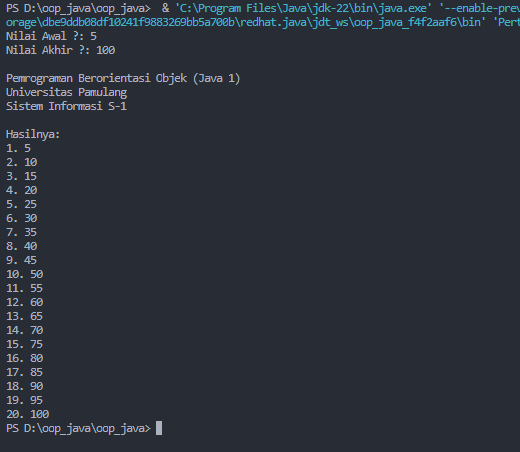 PS D:\oop_java\oop_java>  & 'C:\Program Files\Java\jdk-22\bin\java.exe' '--enable-prev
orage\dbe9ddb08df10241f9883269bb5a700b\redhat.java\jdt_ws\oop_java_f4f2aaf6\bin' 'Pert
Nilai Awal ?: 5
Nilai Akhir ?: 100
Pemrograman Berorientasi Objek (Java 1)
Universitas Pamulang
Sistem Informasi S-1
Hasilnya:
1. 5
2. 10
3. 15
4. 20
5. 25
6. 30
7. 35
8. 40
9. 45
10. 50
11. 55
12. 60
13. 65
14. 70
15. 75
16. 80
17. 85
18. 90
19. 95
20. 100
PS D:\oop_java\oop_java>